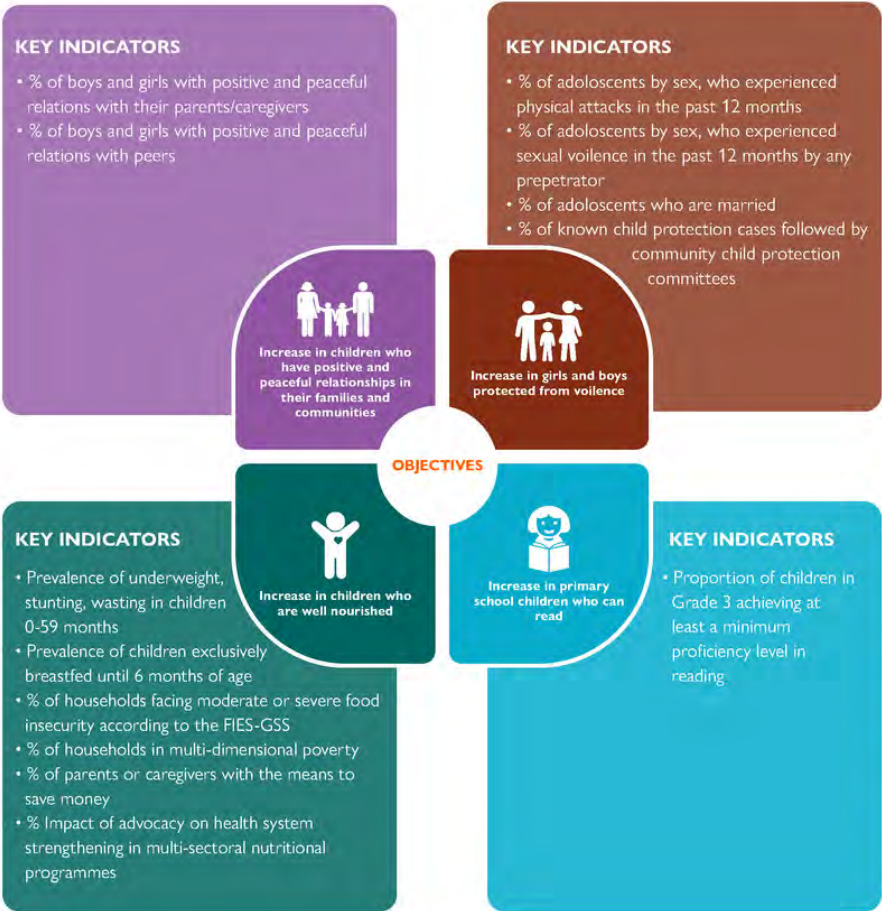 KEY INDICATORS
• % of boys and girls with positive and peaceful
relations with their parents/caregivers
• % of boys and girls with positive and peaceful
relations with peers
KEY INDICATORS
• % of adoloscents by sex, who experienced
physical attacks in the past 12 months
• % of adoloscents by sex, who experienced
sexual voilence in the past 12 months by any
prepetrator
• % of adoloscents who are married
• % of known child protection cases followed by
community child protection
committees
Increase in children who
have positive and
peaceful relationships in
their families and
communities
Increase in girls and boys
protected from voilence
OBJECTIVES
KEY INDICATORS
• Prevalence of underweight,
stunting, wasting in children
0-59 months
• Prevalence of children exclusively
breastfed until 6 months of age
• % of households facing moderate or severe food
insecurity according to the FIES-GSS
• % of households in multi-dimensional poverty
• % of parents or caregivers with the means to
save money
• % Impact of advocacy on health system
strengthening in multi-sectoral nutritional
programmes
Increase in children who
are well nourished
Increase in primary
school children who can
read
KEY INDICATORS
• Proportion of children in
Grade 3 achieving at
least a minimum
proficiency level in
reading